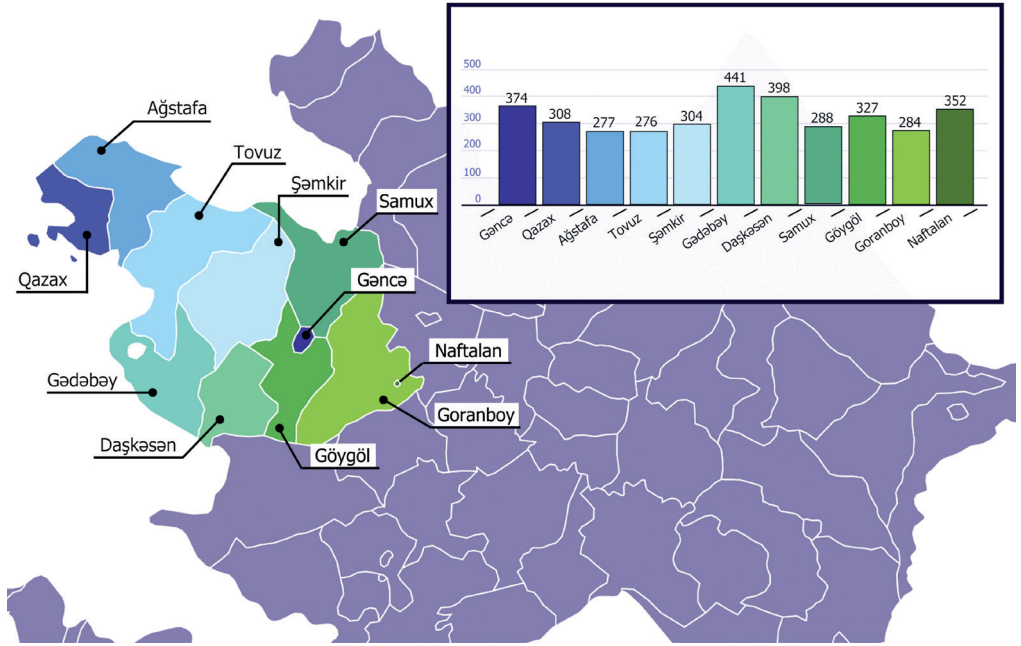 Ağstafa
Tovuz
Şəmkir
Samux
Qazax
Gəncə
Naftalan
Gədəbəy
Goranboy
Daşkəsən
Göygöl
500
400
300
200
100
0
374
308
277
276
304
441
398
288
327
284
352
Gəncə
Qazax
Ağstafa
Tovuz
Şəmkir
Gədəbəy
Daşkəsən
Samux
Göygöl
Goranboy
Naftalan